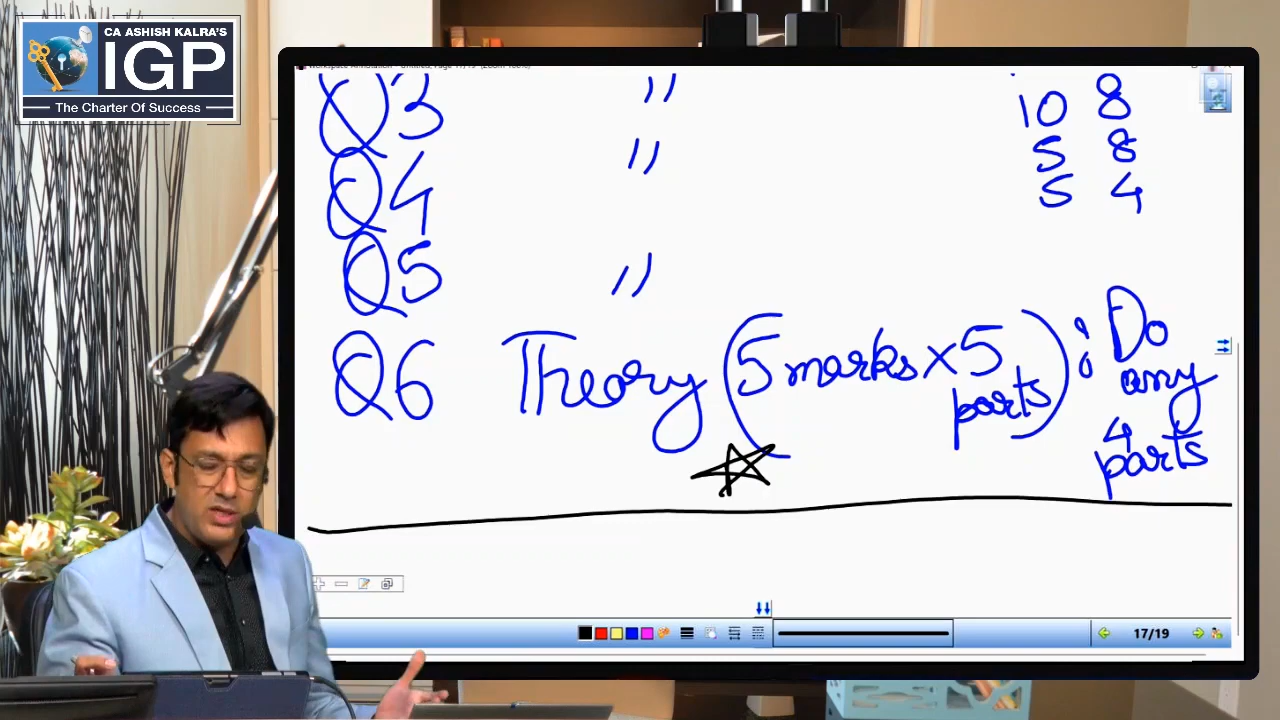 CA ASHISH KALRA'S
IGP
The Charter Of Success
Q3 " 10 8
Q4 " 5 8
5 4
Q5 "
Q6 Theory (5 marks x 5 parts) : Do any 4 parts
17/19